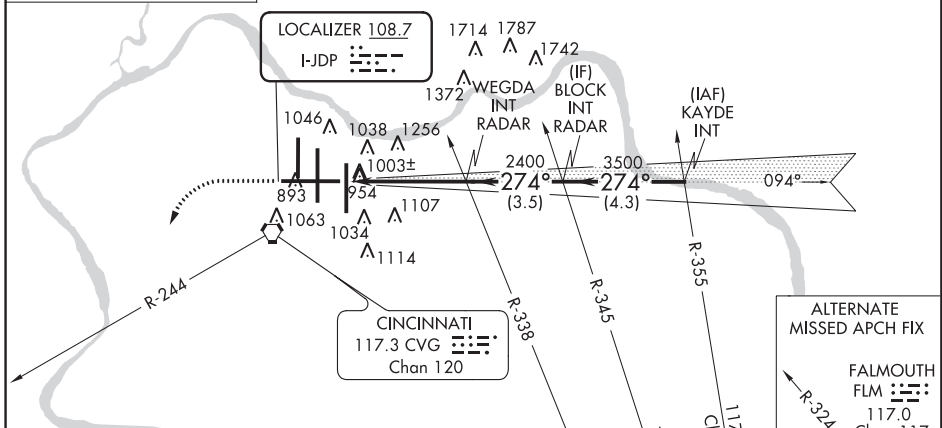 LOCALIZER 108.7
I-JDP
1714
1787
1742
1372
WEGDA
INT
RADAR
(IF)
BLOCK
INT
RADAR
(IAF)
KAYDE
INT
1046
1038
1256
1003±
2400
3500
274°
274°
094°
(3.5)
(4.3)
893
954
1063
1034
1107
1114
R-244
R-338
R-345
R-355
CINCINNATI
117.3 CVG
Chan 120
ALTERNATE
MISSED APCH FIX
FALMOUTH
FLM
117.0
R-324
117